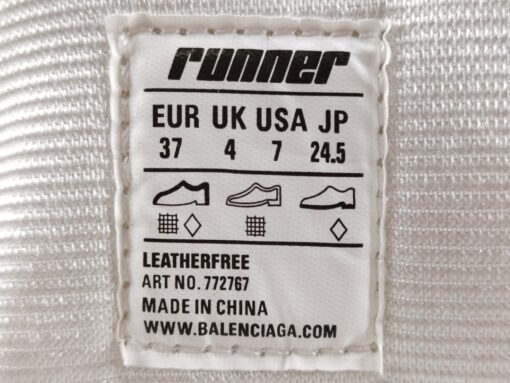 runner
EUR UK USA JP
37 4 7 24.5
LEATHERFREE
ART NO. 772767
MADE IN CHINA
WWW.BALENCIAGA.COM